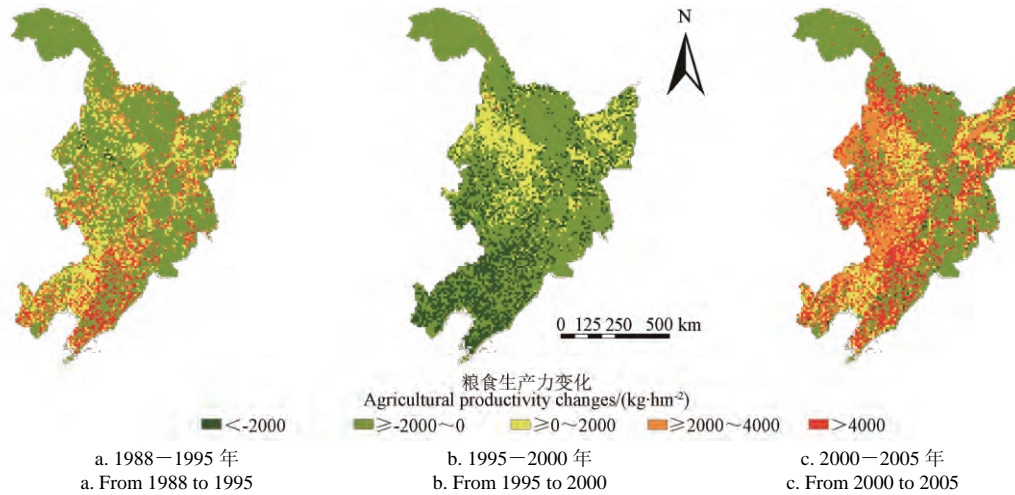 N
0 125 250 500 km
粮食生产力变化
Agricultural productivity changes/(kg·hm⁻²)
<-2000 ≥-2000～0 ≥0～2000 ≥2000～4000 >4000
a. 1988－1995 年 b. 1995－2000 年 c. 2000－2005 年
a. From 1988 to 1995 b. From 1995 to 2000 c. From 2000 to 2005